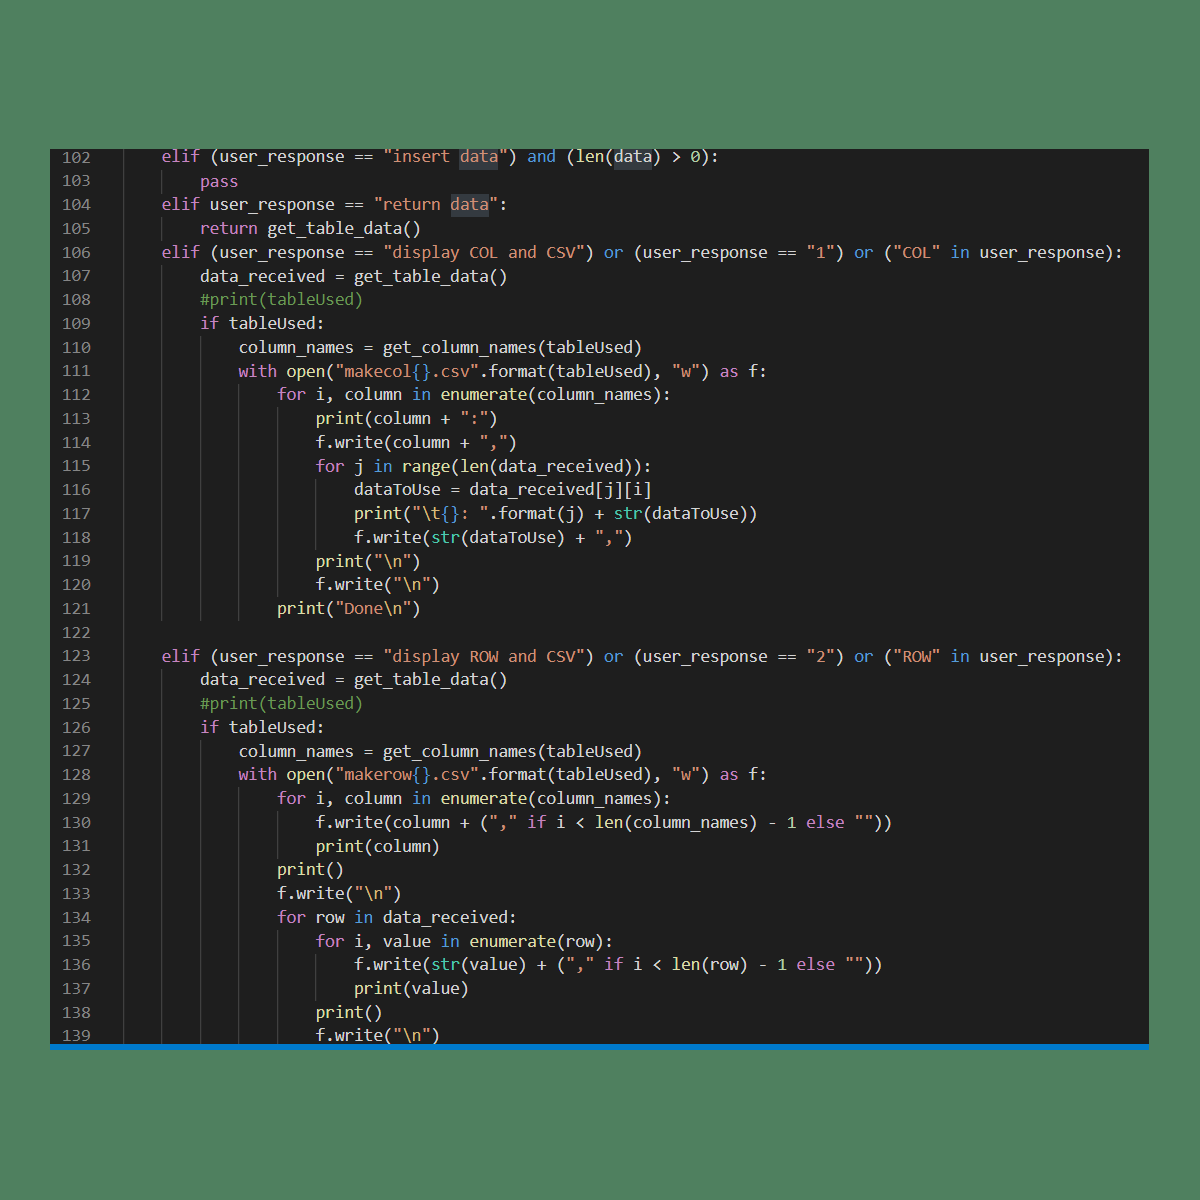 102 elif (user_response == "insert data") and (len(data) > 0):
103 pass
104 elif user_response == "return data":
105 return get_table_data()
106 elif (user_response == "display COL and CSV") or (user_response == "1") or ("COL" in user_response):
107 data_received = get_table_data()
108 #print(tableUsed)
109 if tableUsed:
110 column_names = get_column_names(tableUsed)
111 with open("makecol{}.csv".format(tableUsed), "w") as f:
112 for i, column in enumerate(column_names):
113 print(column + ":")
114 f.write(column + ",")
115 for j in range(len(data_received)):
116 dataToUse = data_received[j][i]
117 print("\t{}: ".format(j) + str(dataToUse))
118 f.write(str(dataToUse) + ",")
119 print("\n")
120 f.write("\n")
121 print("Done\n")
122
123 elif (user_response == "display ROW and CSV") or (user_response == "2") or ("ROW" in user_response):
124 data_received = get_table_data()
125 #print(tableUsed)
126 if tableUsed:
127 column_names = get_column_names(tableUsed)
128 with open("makerow{}.csv".format(tableUsed), "w") as f:
129 for i, column in enumerate(column_names):
130 f.write(column + ("," if i < len(column_names) - 1 else ""))
131 print(column)
132 print()
133 f.write("\n")
134 for row in data_received:
135 for i, value in enumerate(row):
136 f.write(str(value) + ("," if i < len(row) - 1 else ""))
137 print(value)
138 print()
139 f.write("\n")